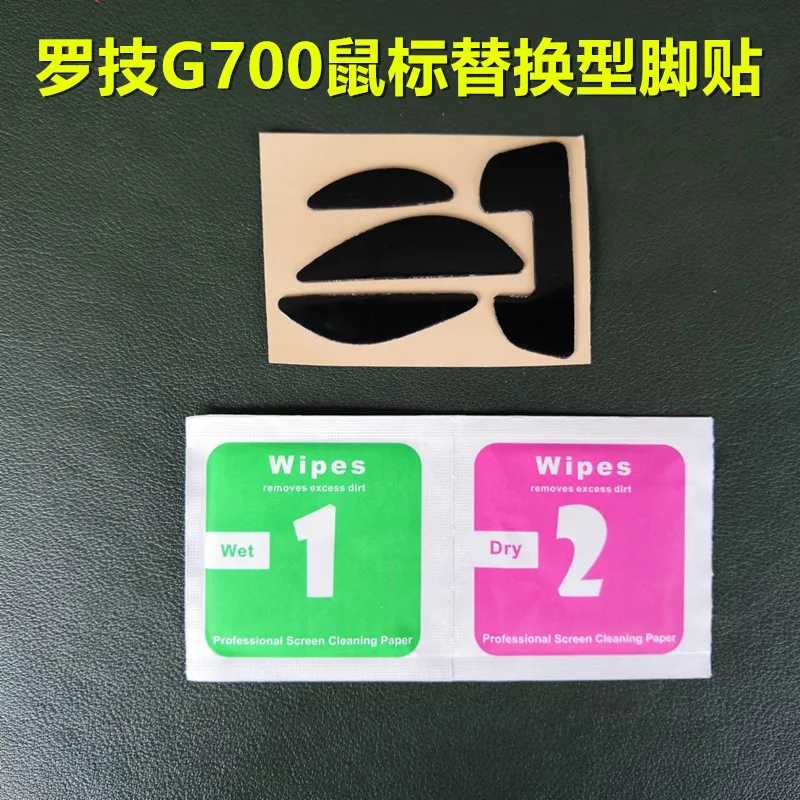 罗技G700鼠标替换型脚贴
Wipes
removes excess dirt
Wet
1
Professional Screen Cleaning Paper
Wipes
removes excess dirt
Dry
2
Professional Screen Cleaning Paper